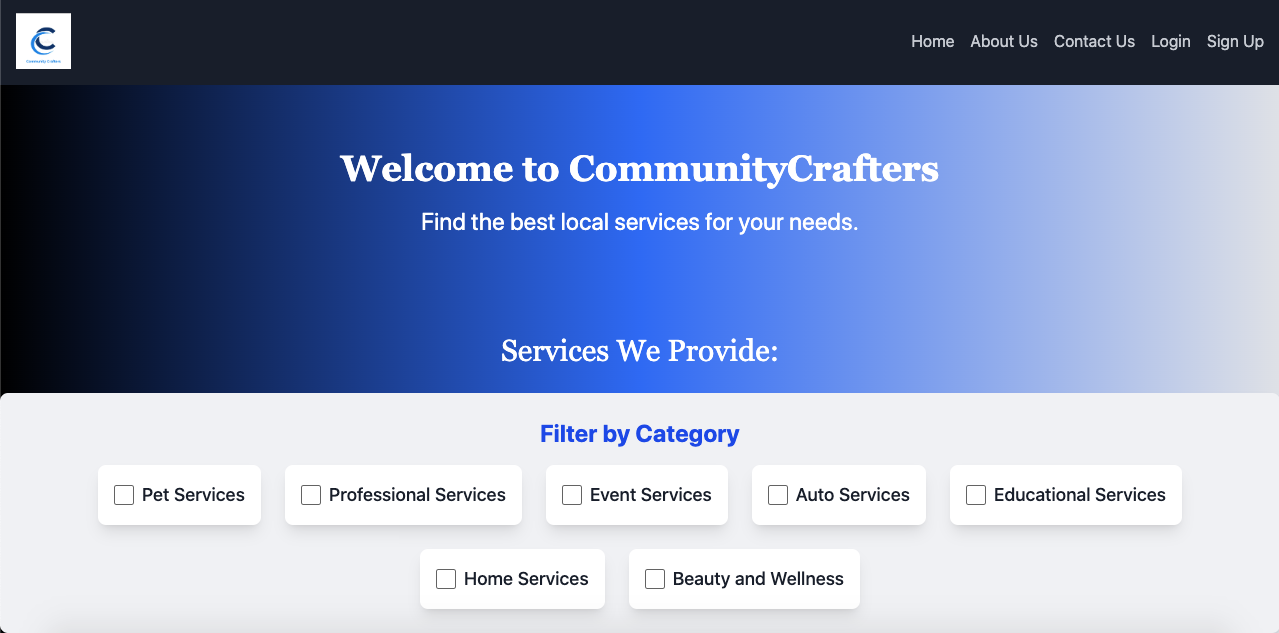 Community Crafters
Home About Us Contact Us Login Sign Up
Welcome to CommunityCrafters
Find the best local services for your needs.
Services We Provide:
Filter by Category
Pet Services Professional Services Event Services Auto Services Educational Services
Home Services Beauty and Wellness